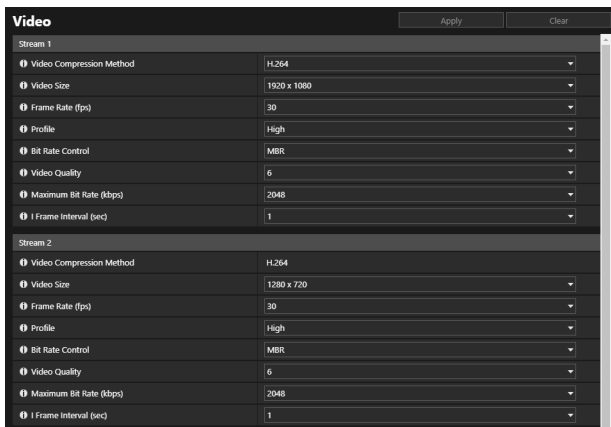 Video
Apply Clear
Stream 1
Video Compression Method H.264
Video Size 1920 x 1080
Frame Rate (fps) 30
Profile High
Bit Rate Control MBR
Video Quality 6
Maximum Bit Rate (kbps) 2048
I Frame Interval (sec) 1
Stream 2
Video Compression Method H.264
Video Size 1280 x 720
Frame Rate (fps) 30
Profile High
Bit Rate Control MBR
Video Quality 6
Maximum Bit Rate (kbps) 2048
I Frame Interval (sec) 1